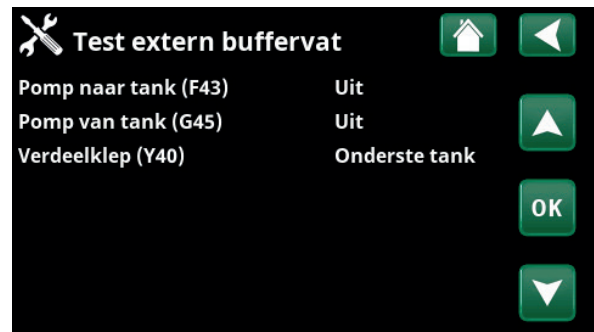 Test extern buffervat
Pomp naar tank (F43) Uit
Pomp van tank (G45) Uit
Verdeelklep (Y40) Onderste tank
OK